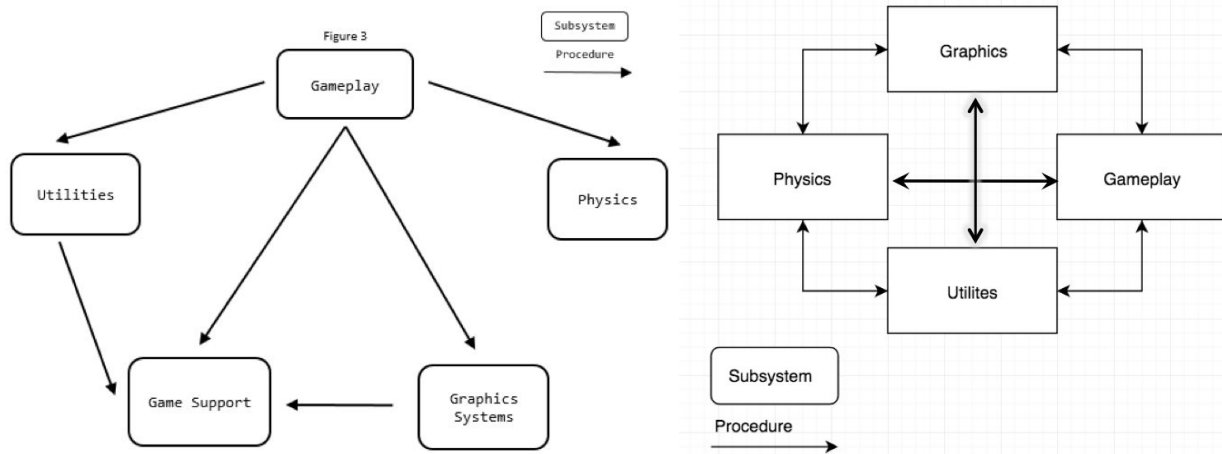 Figure 3
Subsystem
Procedure
Gameplay
Utilities
Physics
Game Support
Graphics
Systems
Graphics
Physics
Gameplay
Utilites
Subsystem
Procedure